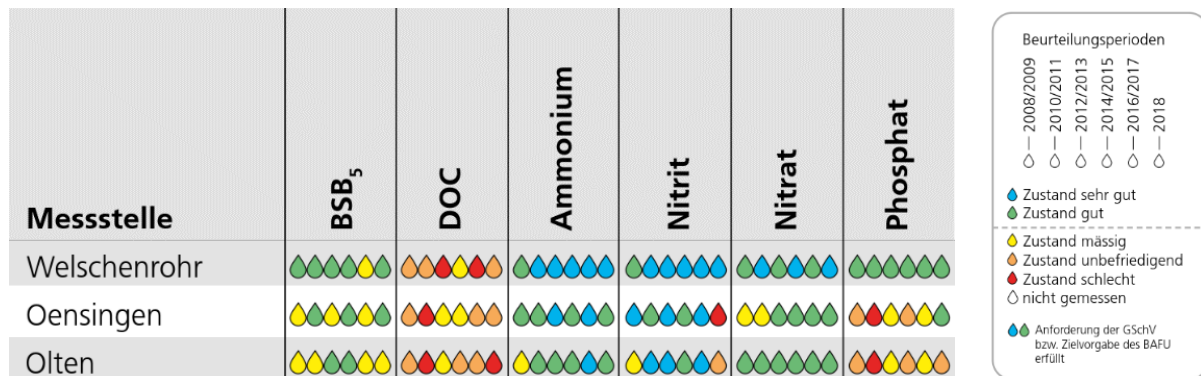 Messstelle
BSB5
DOC
Ammonium
Nitrit
Nitrat
Phosphat
Welschenrohr
Oensingen
Olten
Beurteilungsperioden
2008/2009
2010/2011
2012/2013
2014/2015
2016/2017
2018
Zustand sehr gut
Zustand gut
Zustand mässig
Zustand unbefriedigend
Zustand schlecht
nicht gemessen
Anforderung der GSchV
bzw. Zielvorgabe des BAFU
erfüllt